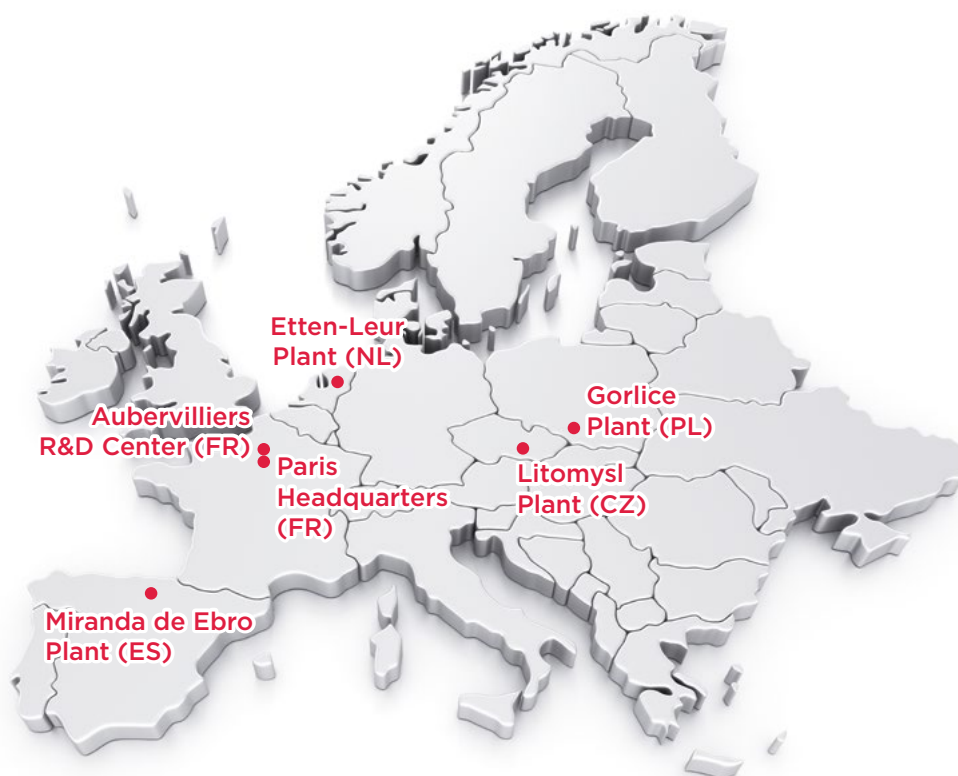 Etten-Leur
Plant (NL)
Gorlice
Plant (PL)
Aubervilliers
R&D Center (FR)
Paris
Headquarters
(FR)
Litomysl
Plant (CZ)
Miranda de Ebro
Plant (ES)